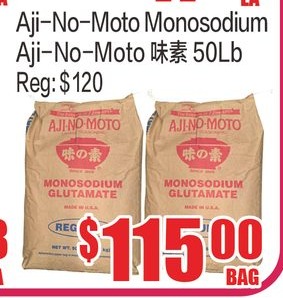 Aji-No-Moto Monosodium
Aji-No-Moto 味素 50Lb
Reg: $120
AJI-NO-MOTO
味の素
MONOSODIUM
GLUTAMATE
MADE IN U.S.A.
AJI-NO-MOTO
味の素
MONOSODIUM
GLUTAMATE
MADE IN U.S.A.
$115.00
BAG